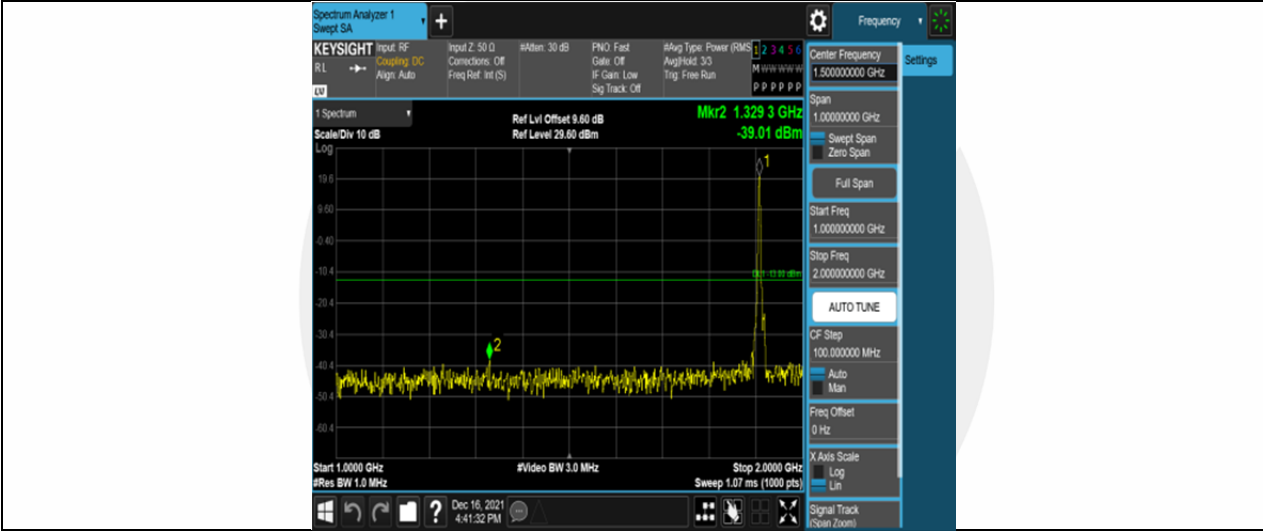 Spectrum Analyzer 1
Swept SA
+
Frequency
KEYSIGHT
RL
Input: RF
Coupling: DC
Align: Auto
Input Z: 50 Ω
Corrections: Off
Freq Ref: Int (S)
#Atten: 30 dB
PNO: Fast
Gate: Off
IF Gain: Low
Sig Track: Off
#Avg Type: Power (RMS
Avg|Hold: 3/3
Trig: Free Run
1 2 3 4 5 6
M W W W W W
P P P P P P
1 Spectrum
Scale/Div 10 dB
Log
Ref Lvl Offset 9.60 dB
Ref Level 29.60 dBm
Mkr2 1.329 3 GHz
-39.01 dBm
19.6
9.60
-0.40
-10.4
-20.4
-30.4
-40.4
-50.4
-60.4
1
DL1 -13.00 dBm
2
Start 1.0000 GHz
#Res BW 1.0 MHz
#Video BW 3.0 MHz
Stop 2.0000 GHz
Sweep 1.07 ms (1000 pts)
Center Frequency
1.500000000 GHz
Settings
Span
1.00000000 GHz
Swept Span
Zero Span
Full Span
Start Freq
1.000000000 GHz
Stop Freq
2.000000000 GHz
AUTO TUNE
CF Step
100.000000 MHz
Auto
Man
Freq Offset
0 Hz
X Axis Scale
Log
Lin
Signal Track
(Span Zoom)
?
Dec 16, 2021
4:41:32 PM